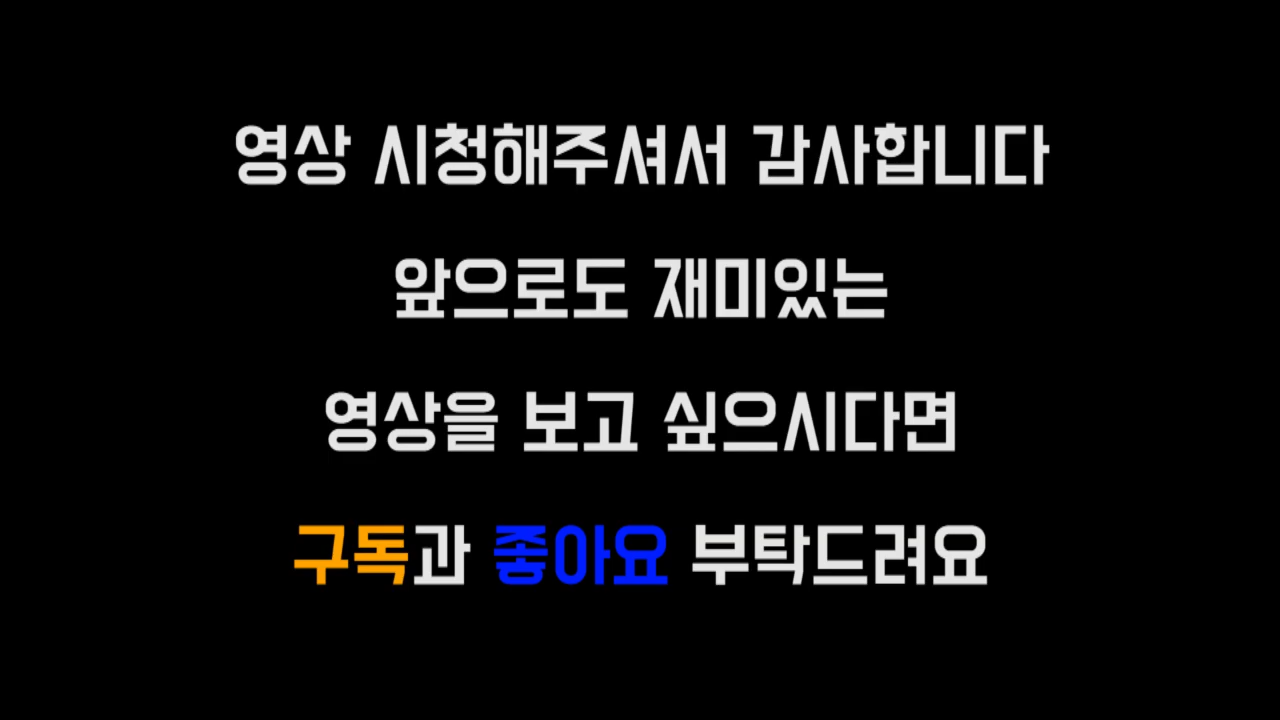 영상 시청해주셔서 감사합니다
앞으로도 재미있는
영상을 보고 싶으시다면
구독과 좋아요 부탁드려요